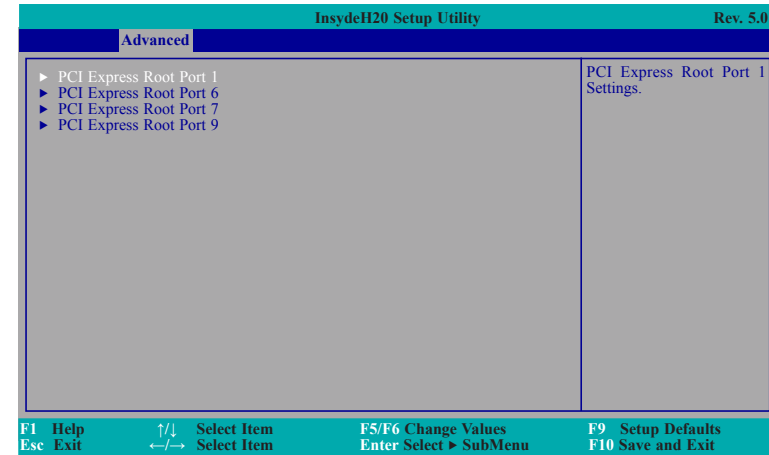 InsydeH20 Setup Utility Rev. 5.0
Advanced
► PCI Express Root Port 1
► PCI Express Root Port 6
► PCI Express Root Port 7
► PCI Express Root Port 9
PCI Express Root Port 1
Settings.
F1 Help ↑/↓ Select Item F5/F6 Change Values F9 Setup Defaults
Esc Exit ←/→ Select Item Enter Select ► SubMenu F10 Save and Exit